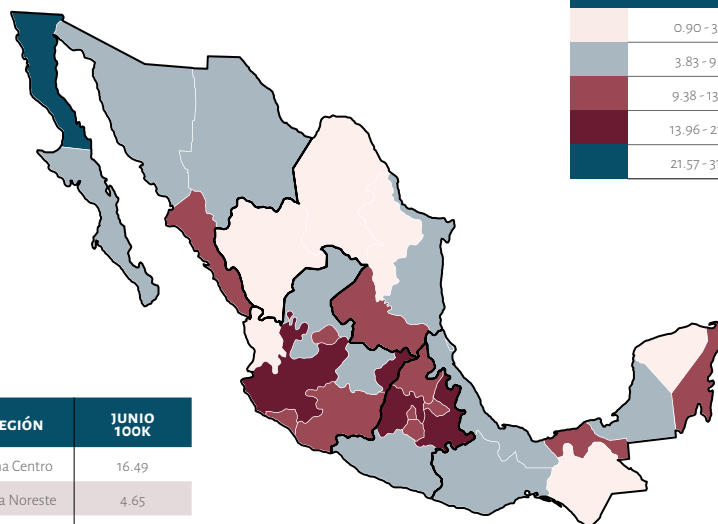 0.90 - 3
3.83 - 9.
9.38 - 13
13.96 - 2
21.57 - 3
EGIÓN JUNIO
100K
a Centro 16.49
a Noreste 4.65